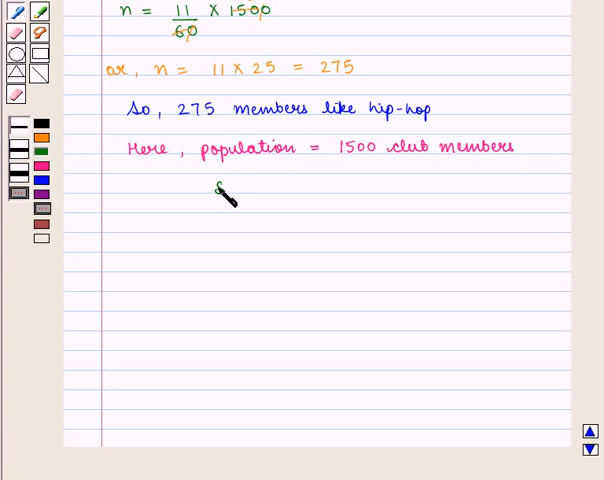 n = 11/60 × 1500
or, n = 11 × 25 = 275
So, 275 members like hip-hop
Here, population = 1500 club members
s